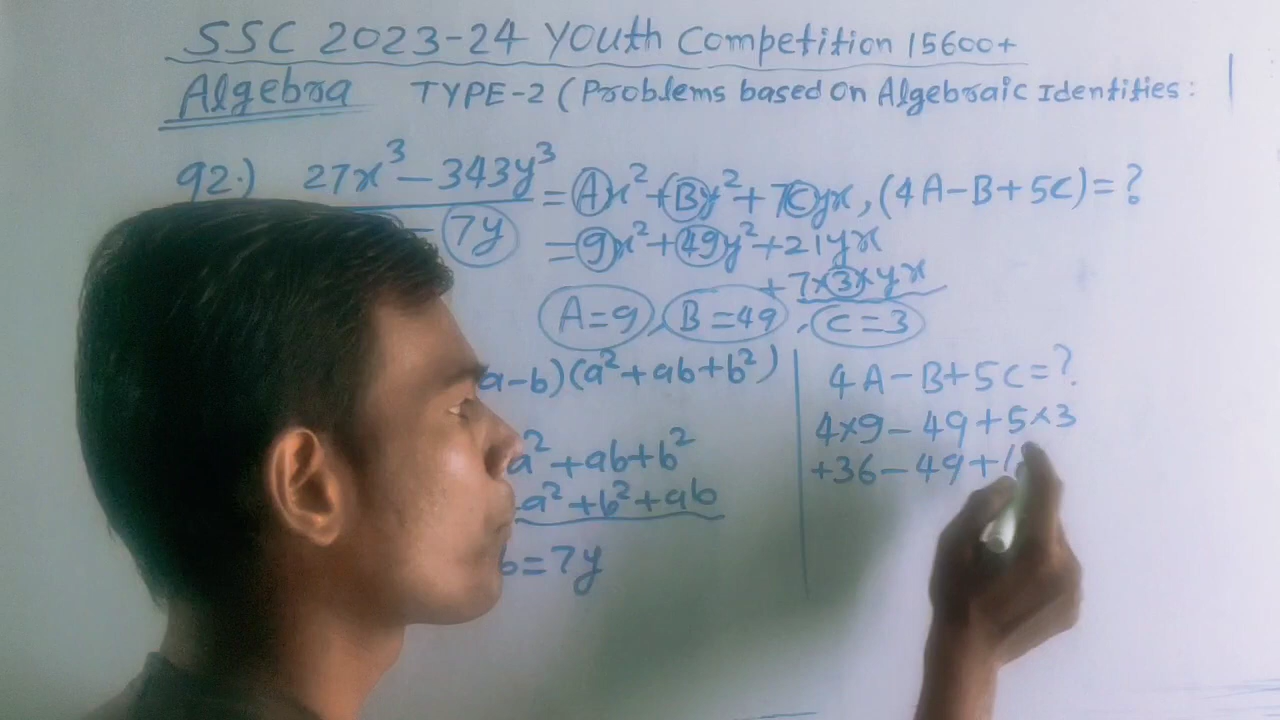 SSC 2023-24 Youth Competition 15600+
Algebra TYPE-2 (Problems based on Algebraic Identities:
92.) 27x³ - 343y³ = Ax² + (By² + 7Cyx, (4A-B+5C) = ?
- 7y = 9x² + 49y² + 21yx
+ 7×3×yx
A=9, B=49, C=3
a-b)(a²+ab+b²) 4A-B+5C=?
4×9-49+5×3
a²+ab+b² +36-49+1
a²+b²+ab
b=7y